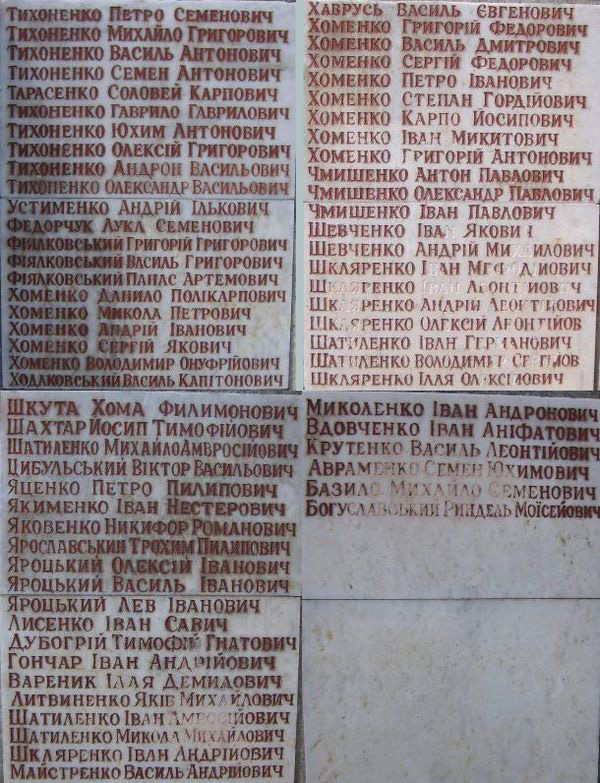 Тихоненко Петро Семенович
Тихоненко Михайло Григорович
Тихоненко Василь Антонович
Тихоненко Семен Антонович
Тарасенко Соловей Карпович
Тихоненко Гаврило Гаврилович
Тихоненко Юхим Антонович
Тихоненко Олексій Григорович
Тихоненко Андрон Васильович
Тихоненко Олександр Васильович
Устименко Андрій Ількович
Федорчук Лука Семенович
Фіялковський Григорій Григорович
Фіялковський Василь Григорович
Фіялковський Панас Артемович
Хоменко Данило Полікарпович
Хоменко Микола Петрович
Хоменко Андрій Іванович
Хоменко Сергій Якович
Хоменко Володимир Онуфрійович
Ходаковський Василь Капітонович
Хаврусь Василь Євгенович
Хоменко Григорій Федорович
Хоменко Василь Дмитрович
Хоменко Сергій Федорович
Хоменко Петро Іванович
Хоменко Степан Гордійович
Хоменко Карпо Йосипович
Хоменко Іван Микитович
Хоменко Григорій Антонович
Чмишенко Антон Павлович
Чмишенко Олександр Павлович
Чмишенко Іван Павлович
Шевченко Іван Якович
Шевченко Андрій Михайлович
Шкляренко Іван Мефодійович
Шкляренко Іван Леонтійович
Шкляренко Андрій Леонтійович
Шкляренко Олексій Леонтійов
Шатиленко Іван Германович
Шатиленко Володимир
Шкляренко Ілля Олексійович
Шкута Хома Филимонович
Шахтар Йосип Тимофійович
Шатиленко Михайло Амвросійович
Цибульський Віктор Васильович
Яценко Петро Пилипович
Якименко Іван Нестерович
Яковенко Никифор Романович
Ярославський Трохим Пилипович
Яроцький Олексій Іванович
Яроцький Василь Іванович
Яроцький Лев Іванович
Лисенко Іван Савич
Дубогрій Тимофій Гнатович
Гончар Іван Андрійович
Вареник Ілля Демидович
Литвиненко Яків Михайлович
Шатиленко Іван Амвросійович
Шатиленко Микола Михайлович
Шкляренко Іван Андрійович
Майстренко Василь Андрійович
Миколенко Іван Андронович
Вдовченко Іван Аніфатович
Крутенко Василь Леонтійович
Авраменко Семен Юхимович
Базило Михайло Семенович
Богуславський Риндель Моїсейович